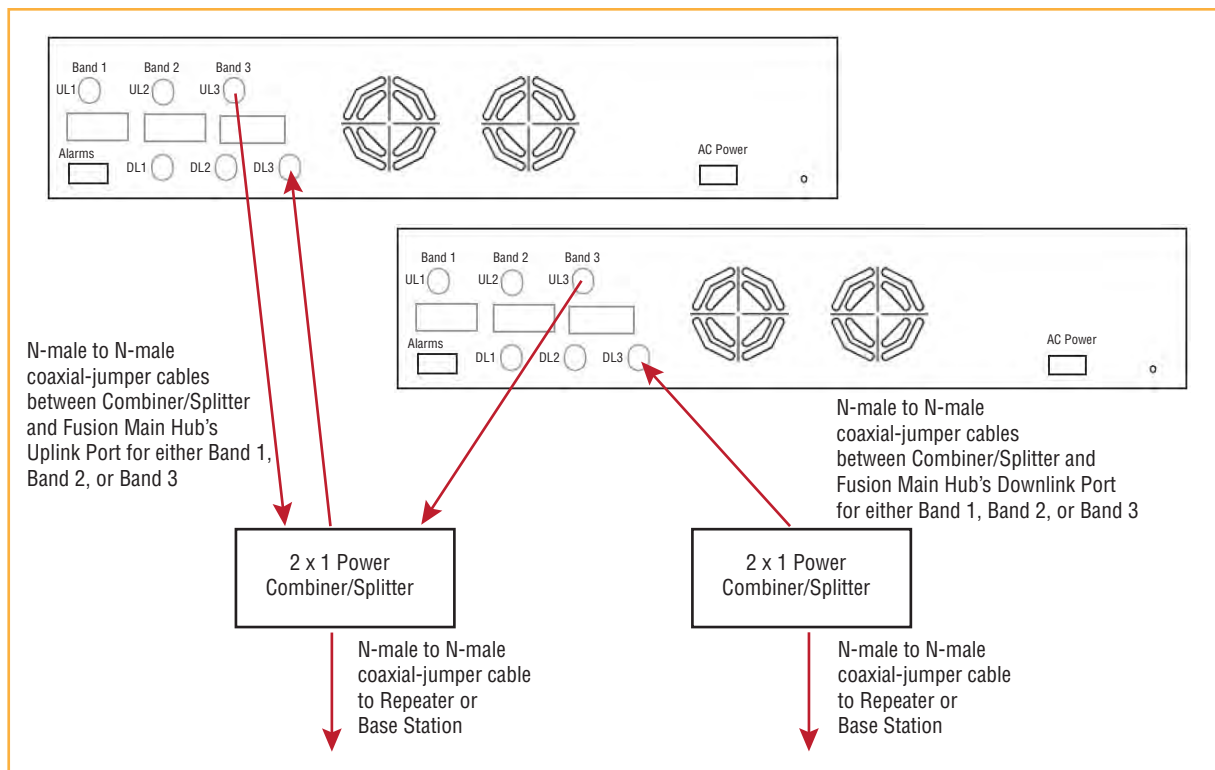 Band 1 Band 2 Band 3
UL1 UL2 UL3
Alarms
DL1 DL2 DL3
AC Power
Band 1 Band 2 Band 3
UL1 UL2 UL3
Alarms
DL1 DL2 DL3
AC Power
N-male to N-male
coaxial-jumper cables
between Combiner/Splitter
and Fusion Main Hub's
Uplink Port for either Band 1,
Band 2, or Band 3
N-male to N-male
coaxial-jumper cables
between Combiner/Splitter and
Fusion Main Hub's Downlink Port
for either Band 1, Band 2, or Band 3
2 x 1 Power
Combiner/Splitter
2 x 1 Power
Combiner/Splitter
N-male to N-male
coaxial-jumper cable
to Repeater or
Base Station
N-male to N-male
coaxial-jumper cable
to Repeater or
Base Station